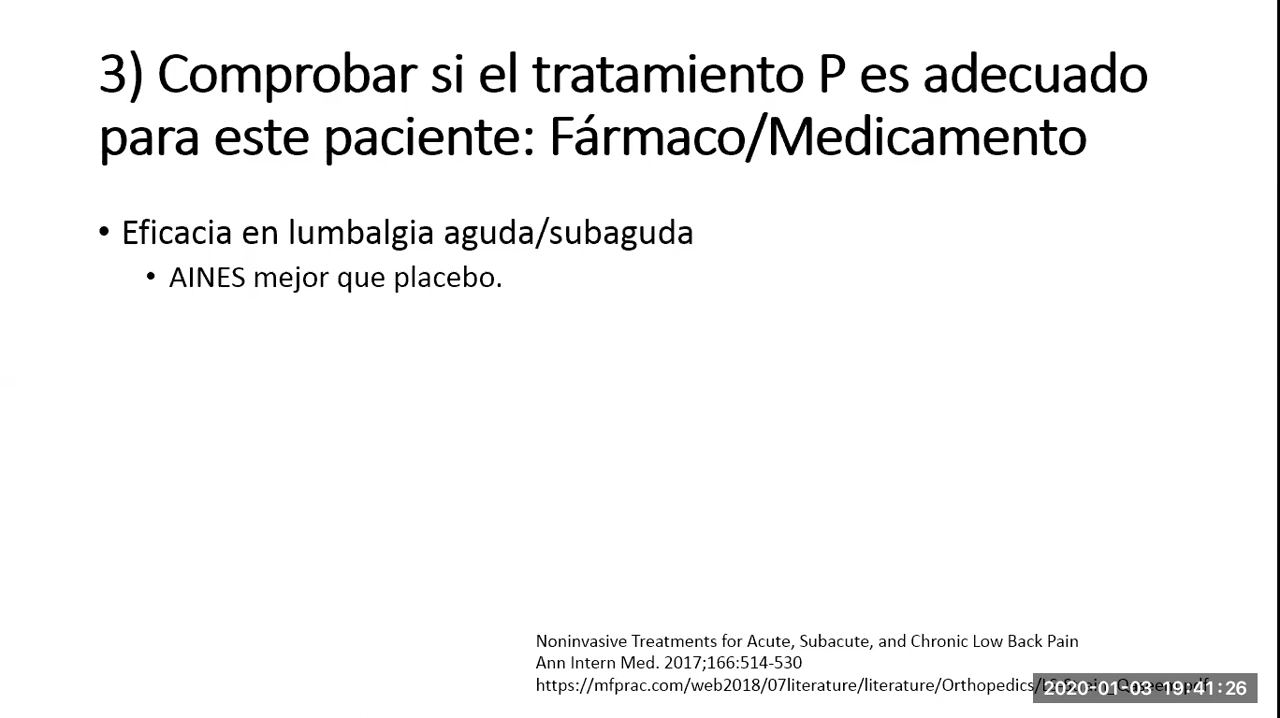 3) Comprobar si el tratamiento P es adecuado
para este paciente: Fármaco/Medicamento
• Eficacia en lumbalgia aguda/subaguda
• AINES mejor que placebo.
Noninvasive Treatments for Acute, Subacute, and Chronic Low Back Pain
Ann Intern Med. 2017;166:514-530
https://mfprac.com/web2018/07literature/literature/Orthopedics/
2020-01-03 19:41:26